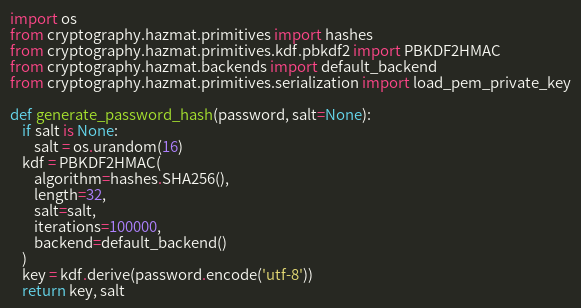 import os
from cryptography.hazmat.primitives import hashes
from cryptography.hazmat.primitives.kdf.pbkdf2 import PBKDF2HMAC
from cryptography.hazmat.backends import default_backend
from cryptography.hazmat.primitives.serialization import load_pem_private_key

def generate_password_hash(password, salt=None):
    if salt is None:
        salt = os.urandom(16)
    kdf = PBKDF2HMAC(
        algorithm=hashes.SHA256(),
        length=32,
        salt=salt,
        iterations=100000,
        backend=default_backend()
    )
    key = kdf.derive(password.encode('utf-8'))
    return key, salt